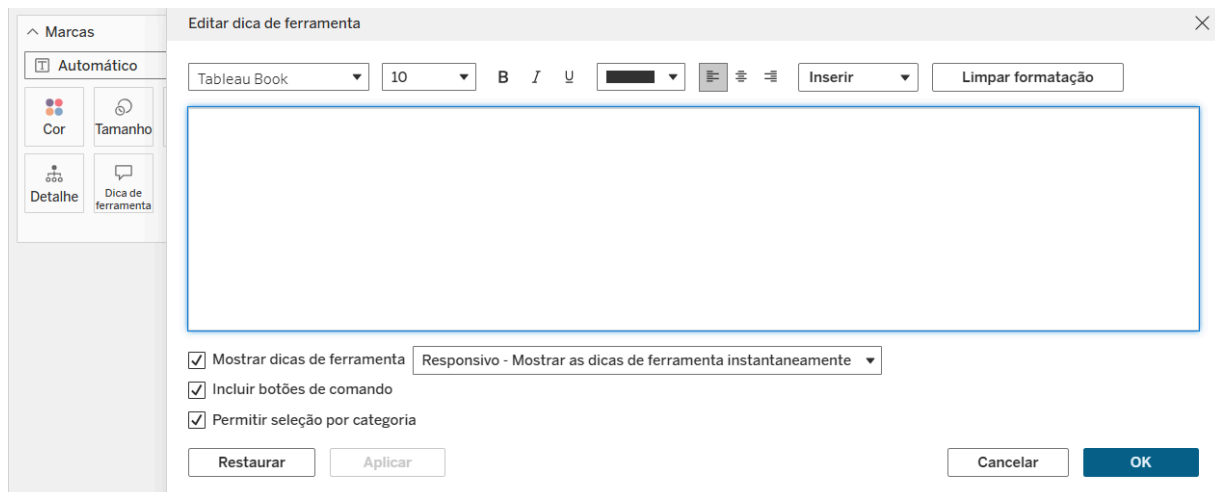 Marcas
Automático
Cor
Tamanho
Detalhe
Dica de
ferramenta
Editar dica de ferramenta
Tableau Book
10
B I U
Inserir
Limpar formatação
Mostrar dicas de ferramenta
Responsivo - Mostrar as dicas de ferramenta instantaneamente
Incluir botões de comando
Permitir seleção por categoria
Restaurar
Aplicar
Cancelar
OK